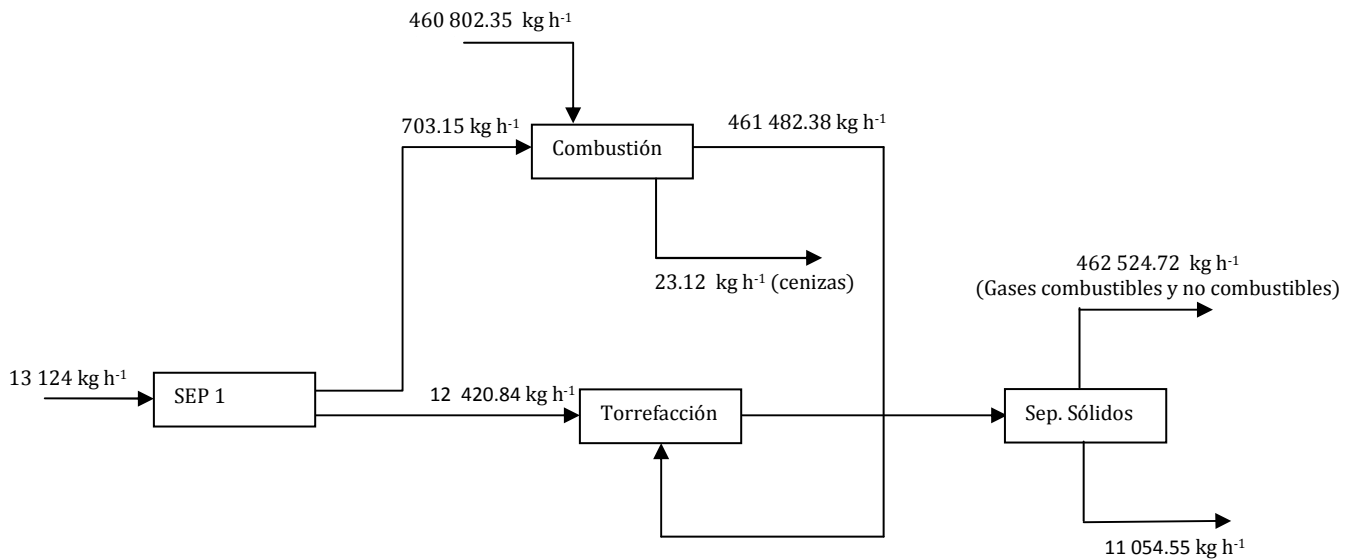 460 802.35 kg h-1
703.15 kg h-1
461 482.38 kg h-1
Combustión
23.12 kg h-1 (cenizas)
462 524.72 kg h-1
(Gases combustibles y no combustibles)
13 124 kg h-1
SEP 1
12 420.84 kg h-1
Torrefacción
Sep. Sólidos
11 054.55 kg h-1